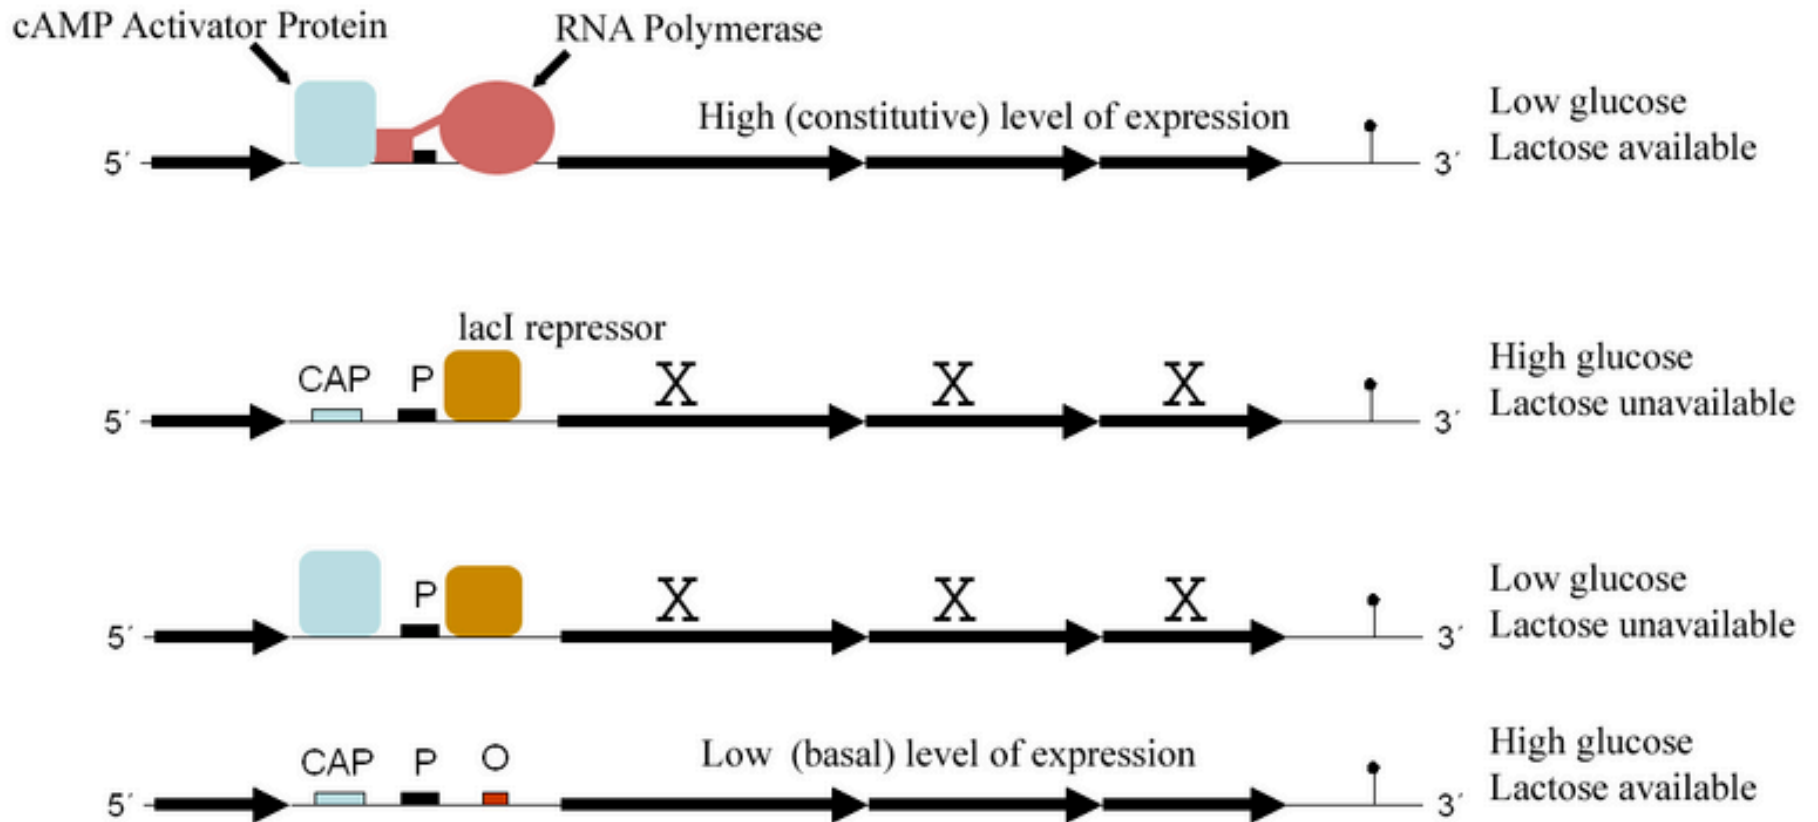 cAMP Activator Protein
RNA Polymerase
High (constitutive) level of expression
Low glucose
Lactose available
5´
3´
lacI repressor
CAP P
X X X
High glucose
Lactose unavailable
5´
3´
P
X X X
Low glucose
Lactose unavailable
5´
3´
CAP P O
Low (basal) level of expression
High glucose
Lactose available
5´
3´